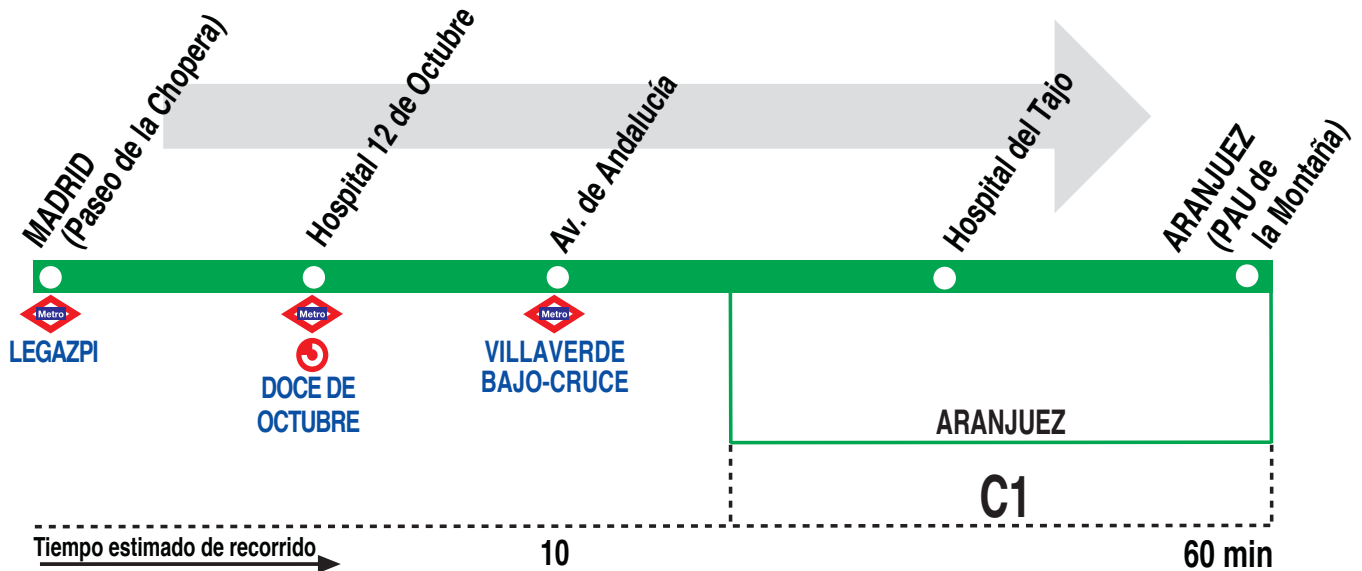 MADRID
(Paseo de la Chopera)
Hospital 12 de Octubre
Av. de Andalucía
Hospital del Tajo
ARANJUEZ
(PAU de
la Montaña)
Metro
LEGAZPI
Metro
DOCE DE
OCTUBRE
Metro
VILLAVERDE
BAJO-CRUCE
ARANJUEZ
C1
Tiempo estimado de recorrido
10
60 min